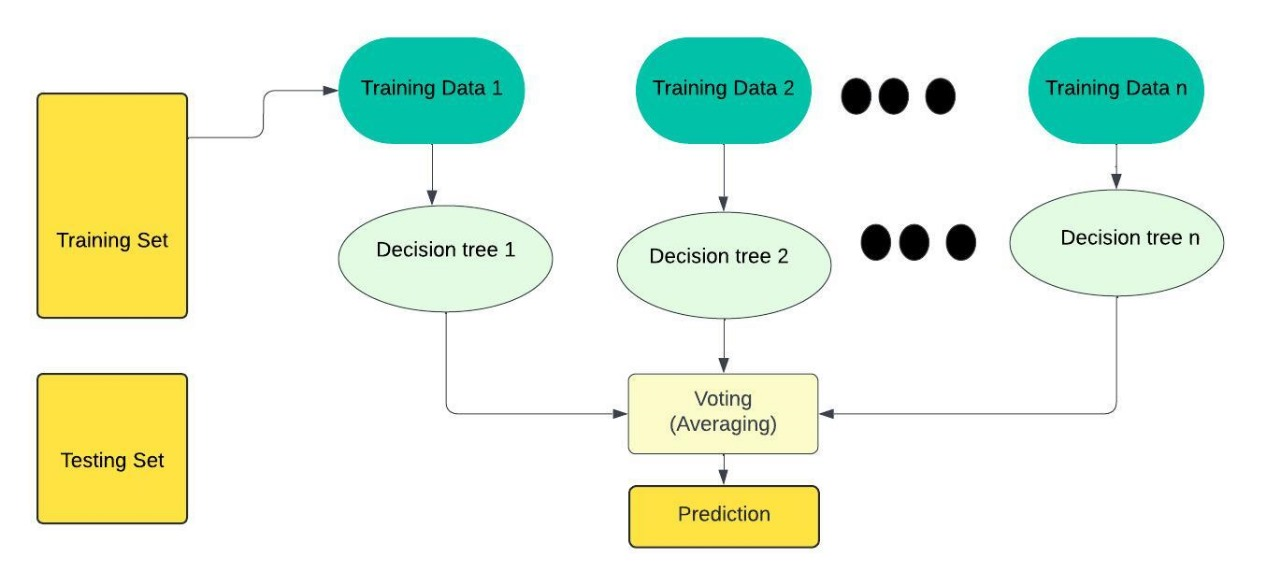 Training Data 1
Training Data 2
Training Data n
Training Set
Decision tree 1
Decision tree 2
Decision tree n
Voting
(Averaging)
Testing Set
Prediction